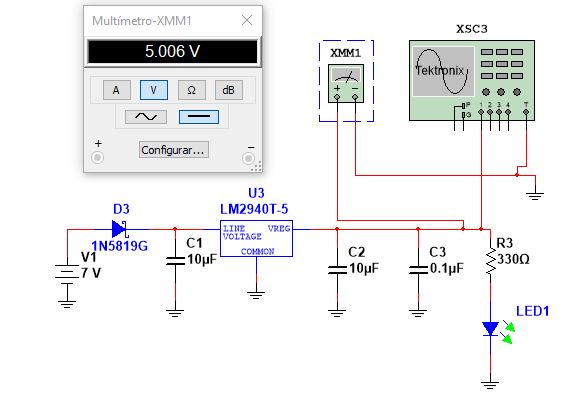 Multímetro-XMM1
5.006 V
A
V
Ω
dB
Configurar...
+
−
XMM1
+
−
XSC3
Tektronix
P
G
1
2
3
4
T
D3
1N5819G
V1
7 V
C1
10µF
U3
LM2940T-5
LINE VREG
VOLTAGE
COMMON
C2
10µF
C3
0.1µF
R3
330Ω
LED1